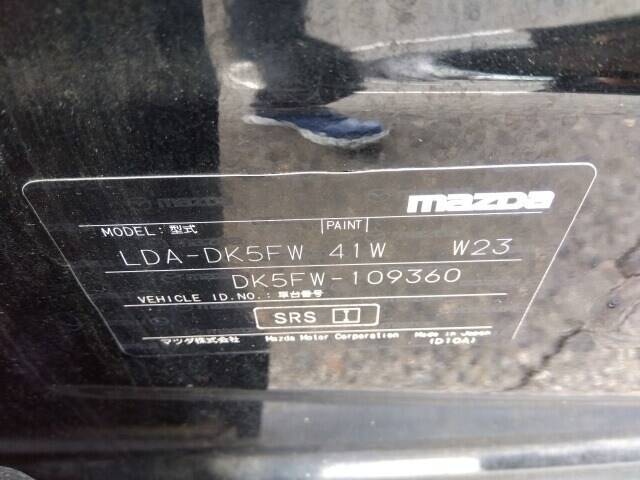 mazda
MODEL:型式 PAINT
LDA-DK5FW 41W W23
DK5FW-109360
VEHICLE ID.NO.:車台番号
SRS
マツダ株式会社 Mazda Motor Corporation Made in Japan